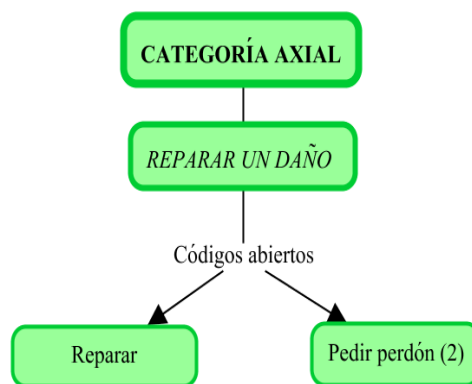 CATEGORÍA AXIAL
REPARAR UN DAÑO
Códigos abiertos
Reparar
Pedir perdón (2)